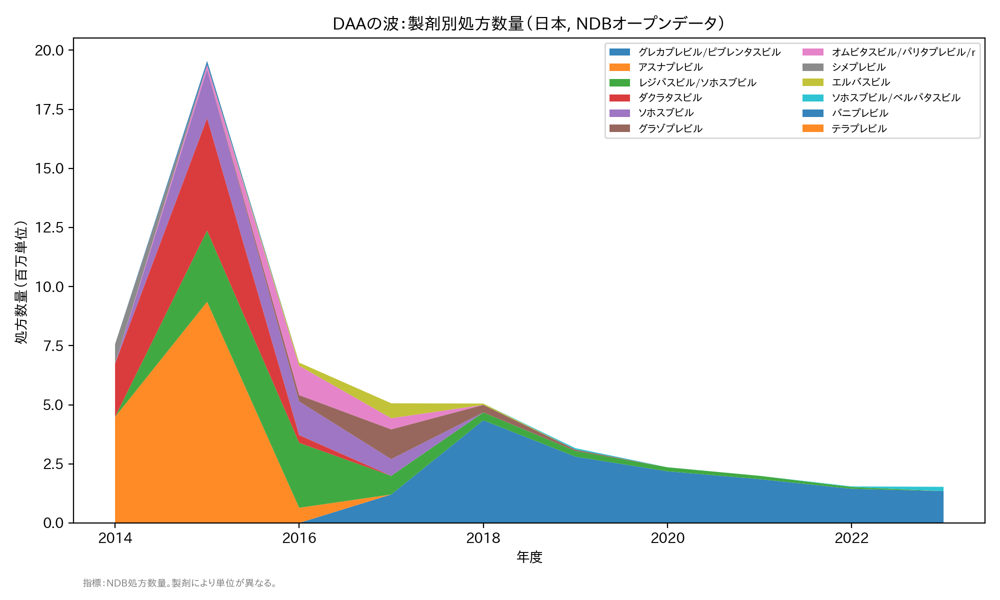 DAAの波：製剤別処方数量（日本, NDBオープンデータ）
処方数量（百万単位）
20.0
17.5
15.0
12.5
10.0
7.5
5.0
2.5
0.0
グレカプレビル/ピブレンタスビル
アスナプレビル
レジパスビル/ソホスブビル
ダクラタスビル
ソホスブビル
グラゾプレビル
オムビタスビル/パリタプレビル/r
シメプレビル
エルバスビル
ソホスブビル/ベルパタスビル
バニプレビル
テラプレビル
2014
2016
2018
2020
2022
年度
指標：NDB処方数量。製剤により単位が異なる。